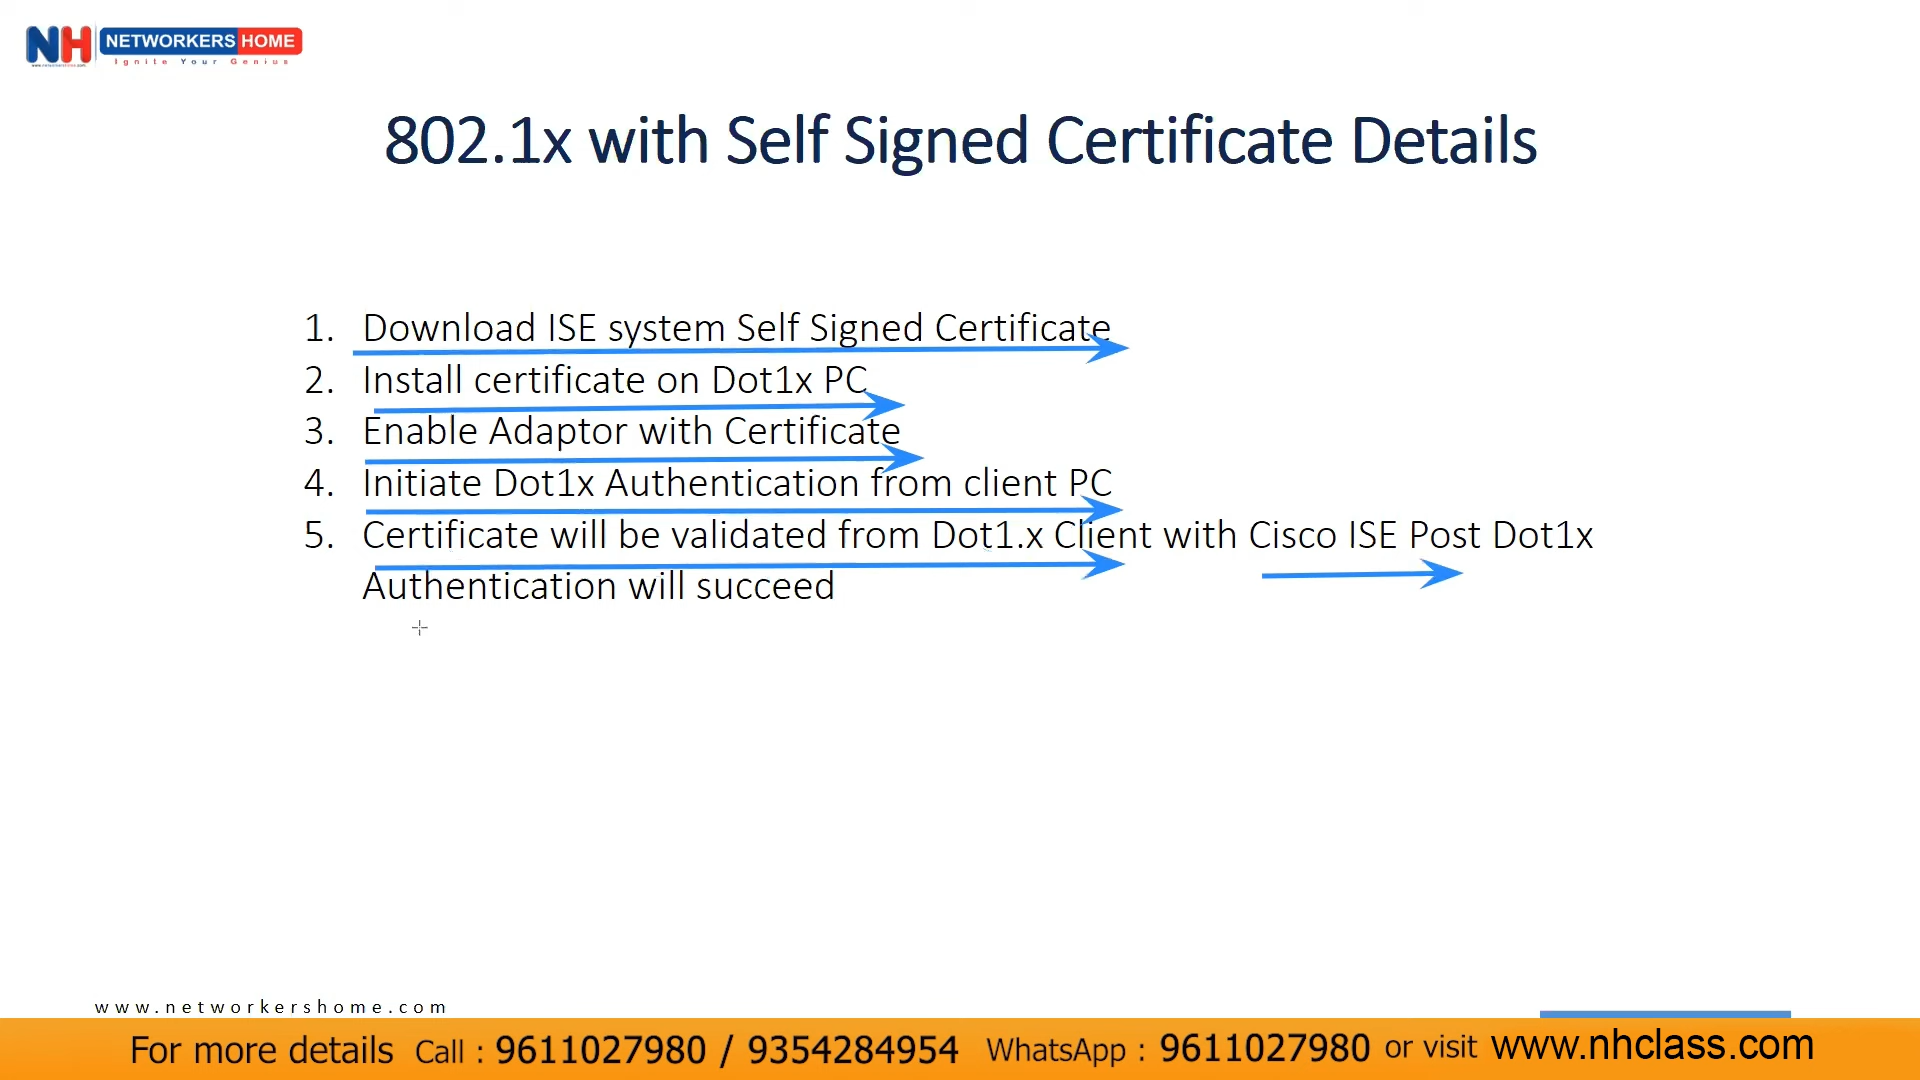 NH NETWORKERS HOME
Ignite Your Genius
www.networkershome.com
802.1x with Self Signed Certificate Details
1. Download ISE system Self Signed Certificate
2. Install certificate on Dot1x PC
3. Enable Adaptor with Certificate
4. Initiate Dot1x Authentication from client PC
5. Certificate will be validated from Dot1.x Client with Cisco ISE Post Dot1x
Authentication will succeed
www.networkershome.com
For more details Call : 9611027980 / 9354284954 WhatsApp : 9611027980 or visit www.nhclass.com